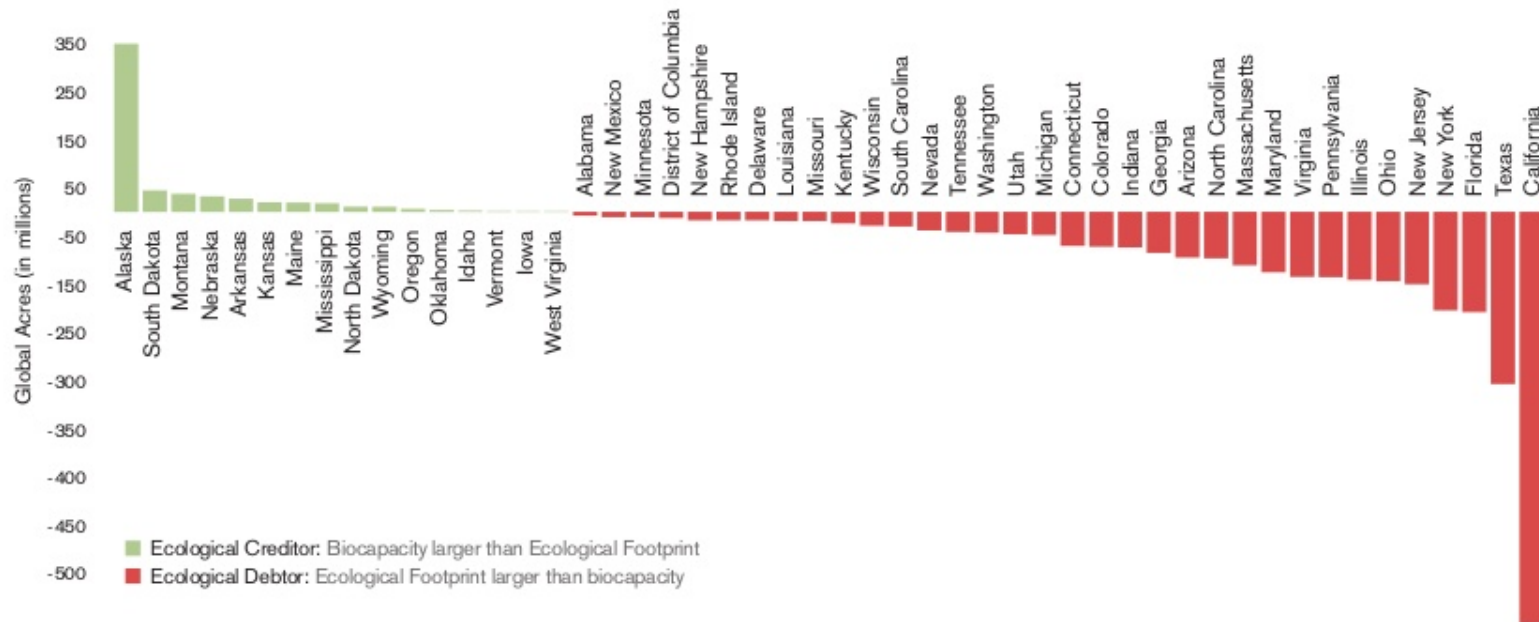 Global Acres (in millions)
350
250
150
50
-50
-150
-250
-300
-350
-400
-450
-500
Alaska
South Dakota
Montana
Nebraska
Arkansas
Kansas
Maine
Mississippi
North Dakota
Wyoming
Oregon
Oklahoma
Idaho
Vermont
Iowa
West Virginia
Alabama
New Mexico
Minnesota
District of Columbia
New Hampshire
Rhode Island
Delaware
Louisiana
Missouri
Kentucky
Wisconsin
South Carolina
Nevada
Tennessee
Washington
Utah
Michigan
Connecticut
Colorado
Indiana
Georgia
Arizona
North Carolina
Massachusetts
Maryland
Virginia
Pennsylvania
Illinois
Ohio
New Jersey
New York
Florida
Texas
California
Ecological Creditor: Biocapacity larger than Ecological Footprint
Ecological Debtor: Ecological Footprint larger than biocapacity